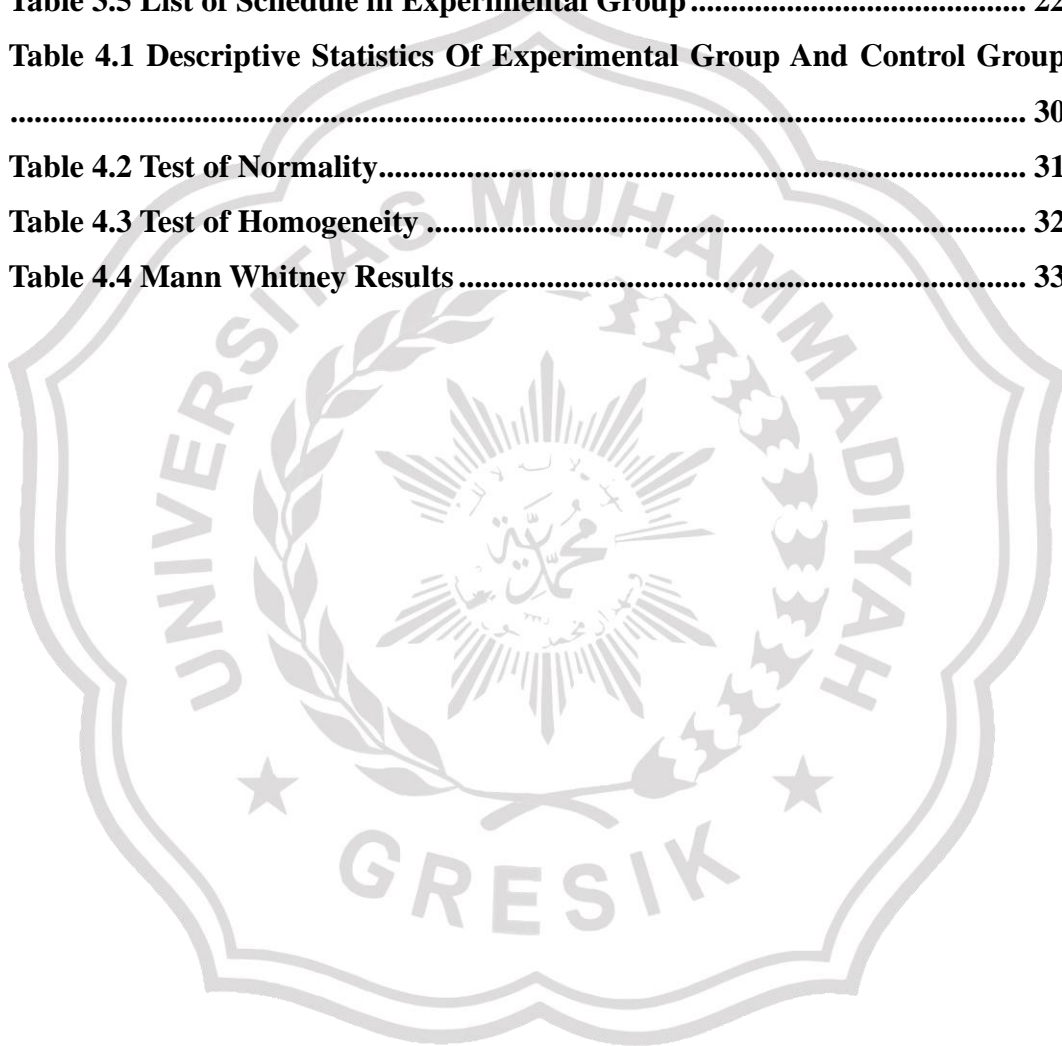 Table 3.5 List of Schedule in Experimental Group ........................................... 22
Table 4.1 Descriptive Statistics Of Experimental Group And Control Group
................................................................................................................................ 30
Table 4.2 Test of Normality.................................................................................. 31
Table 4.3 Test of Homogeneity ............................................................................ 32
Table 4.4 Mann Whitney Results ........................................................................ 33
UNIVERSITAS MUHAMMADIYAH
GRESIK